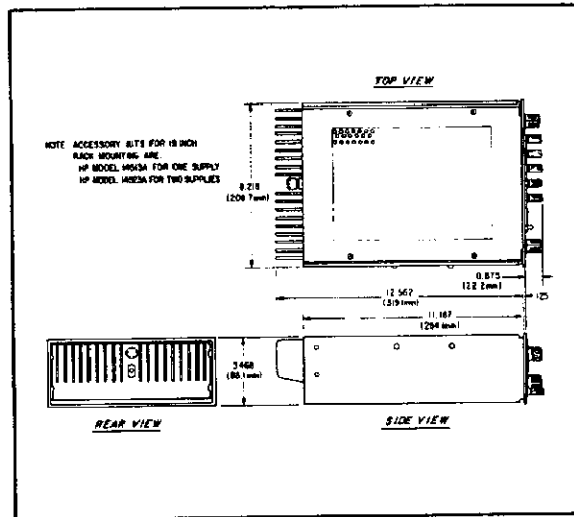 TOP VIEW
NOTE ACCESSORY KITS FOR 19 INCH
RACK MOUNTING ARE.
HP MODEL 14513A FOR ONE SUPPLY
HP MODEL 14523A FOR TWO SUPPLIES
8.218
(208.7mm)
0.875
(22.2mm)
12.562
(319mm)
.125
11.187
(284mm)
3.468
(88.1mm)
REAR VIEW
SIDE VIEW